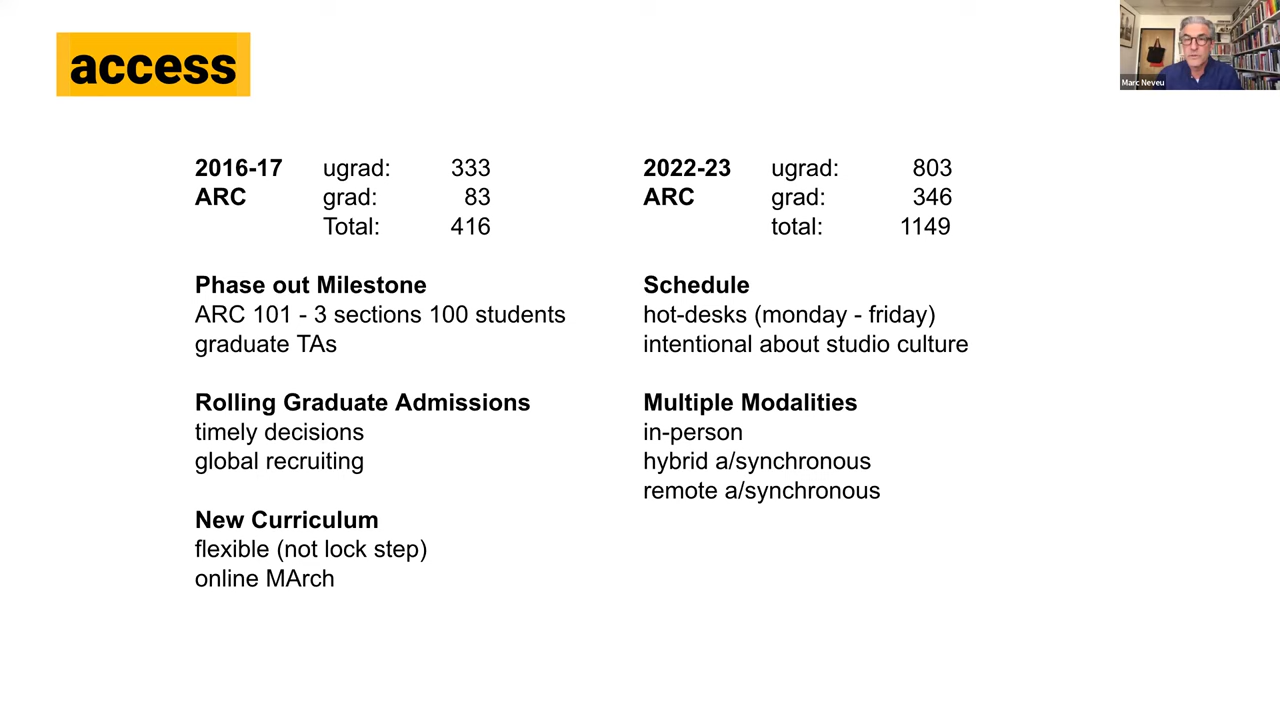 access
Marc Neveu
2016-17 ugrad: 333
ARC grad: 83
Total: 416
Phase out Milestone
ARC 101 - 3 sections 100 students
graduate TAs
Rolling Graduate Admissions
timely decisions
global recruiting
New Curriculum
flexible (not lock step)
online MArch
2022-23 ugrad: 803
ARC grad: 346
total: 1149
Schedule
hot-desks (monday - friday)
intentional about studio culture
Multiple Modalities
in-person
hybrid a/synchronous
remote a/synchronous